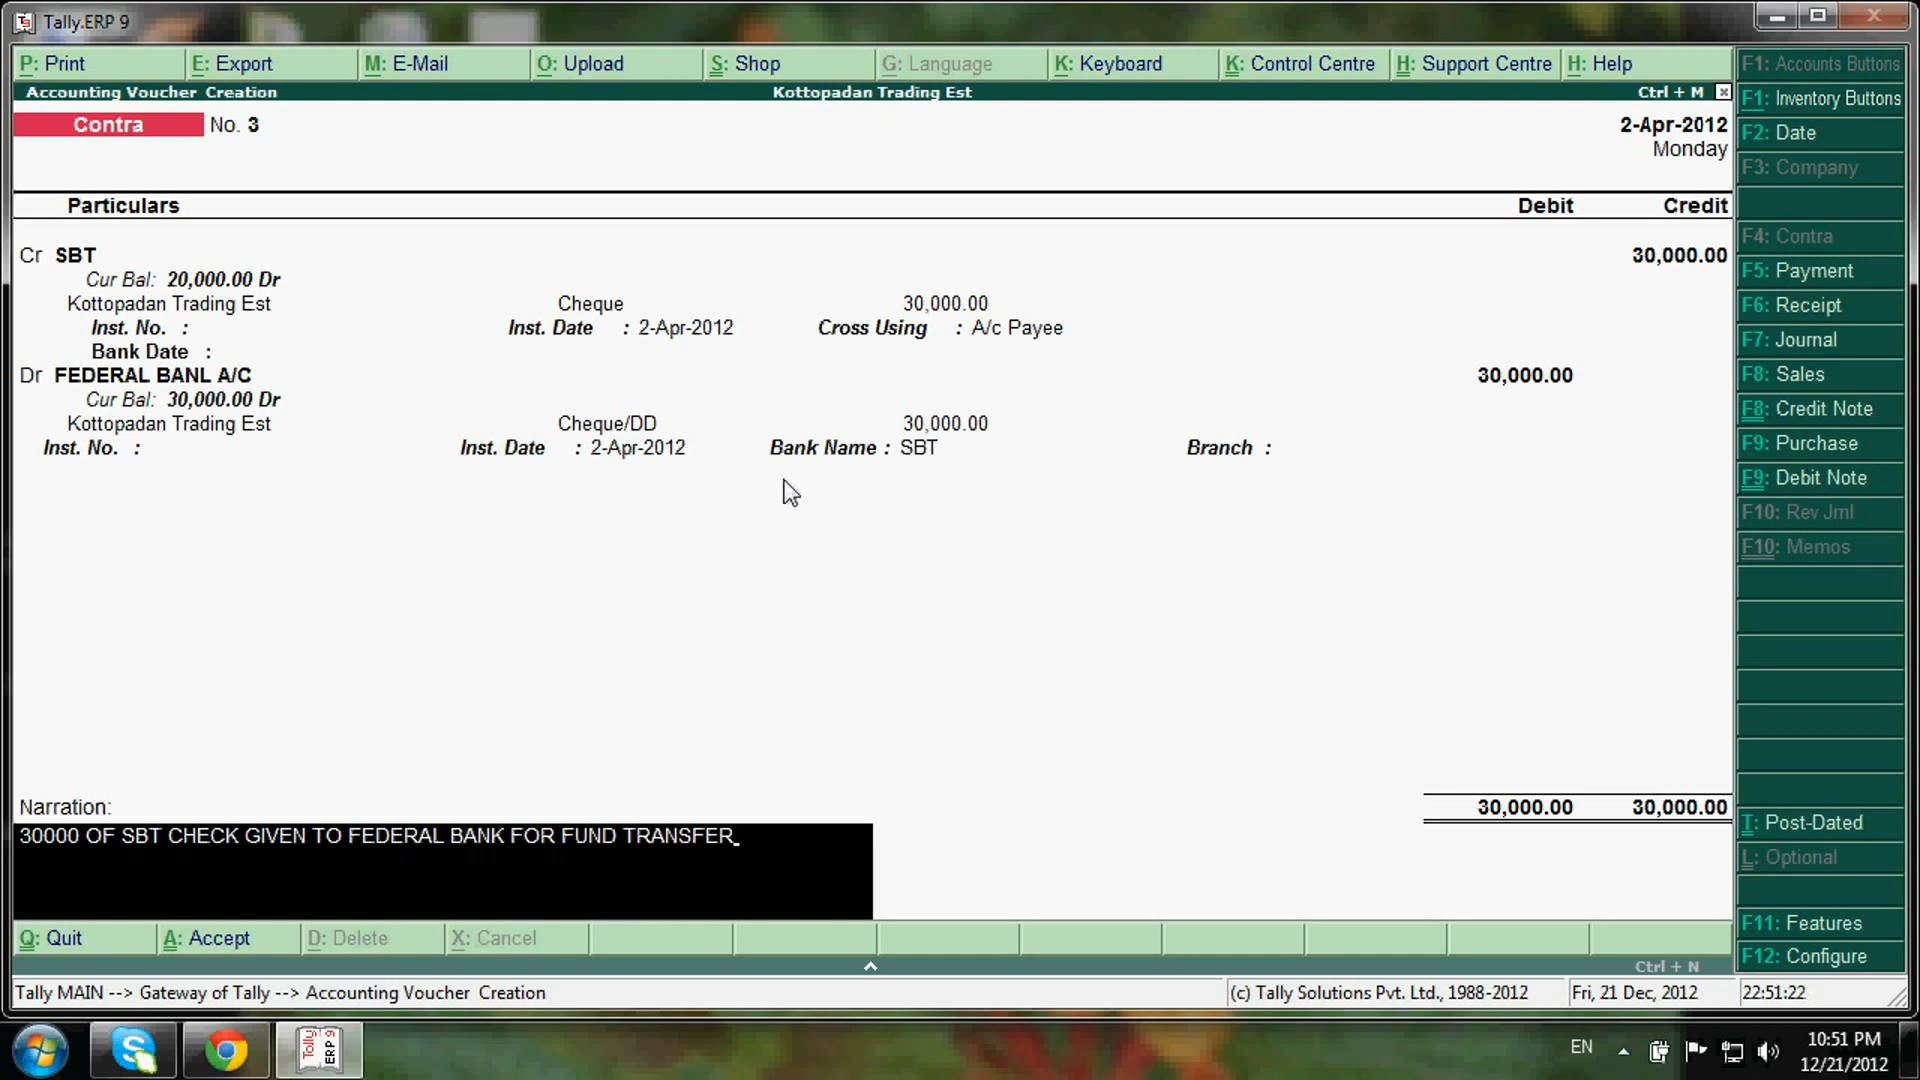 Tally.ERP 9
P: Print E: Export M: E-Mail O: Upload S: Shop G: Language K: Keyboard K: Control Centre H: Support Centre H: Help
Accounting Voucher Creation Kottopadan Trading Est Ctrl + M
Contra No. 3 2-Apr-2012
Monday
Particulars Debit Credit
Cr SBT 30,000.00
Cur Bal: 20,000.00 Dr
Kottopadan Trading Est Cheque 30,000.00
Inst. No. : Inst. Date : 2-Apr-2012 Cross Using : A/c Payee
Bank Date :
Dr FEDERAL BANL A/C 30,000.00
Cur Bal: 30,000.00 Dr
Kottopadan Trading Est Cheque/DD 30,000.00
Inst. No. : Inst. Date : 2-Apr-2012 Bank Name : SBT Branch :
Narration: 30,000.00 30,000.00
30000 OF SBT CHECK GIVEN TO FEDERAL BANK FOR FUND TRANSFER
F1: Accounts Buttons
F1: Inventory Buttons
F2: Date
F3: Company
F4: Contra
F5: Payment
F6: Receipt
F7: Journal
F8: Sales
F8: Credit Note
F9: Purchase
F9: Debit Note
F10: Rev Jrnl
F10: Memos
T: Post-Dated
L: Optional
F11: Features
F12: Configure
Q: Quit A: Accept D: Delete X: Cancel
Ctrl + N
Tally MAIN --> Gateway of Tally --> Accounting Voucher Creation (c) Tally Solutions Pvt. Ltd., 1988-2012 Fri, 21 Dec, 2012 22:51:22
Tally ERP 9
EN 10:51 PM
12/21/2012